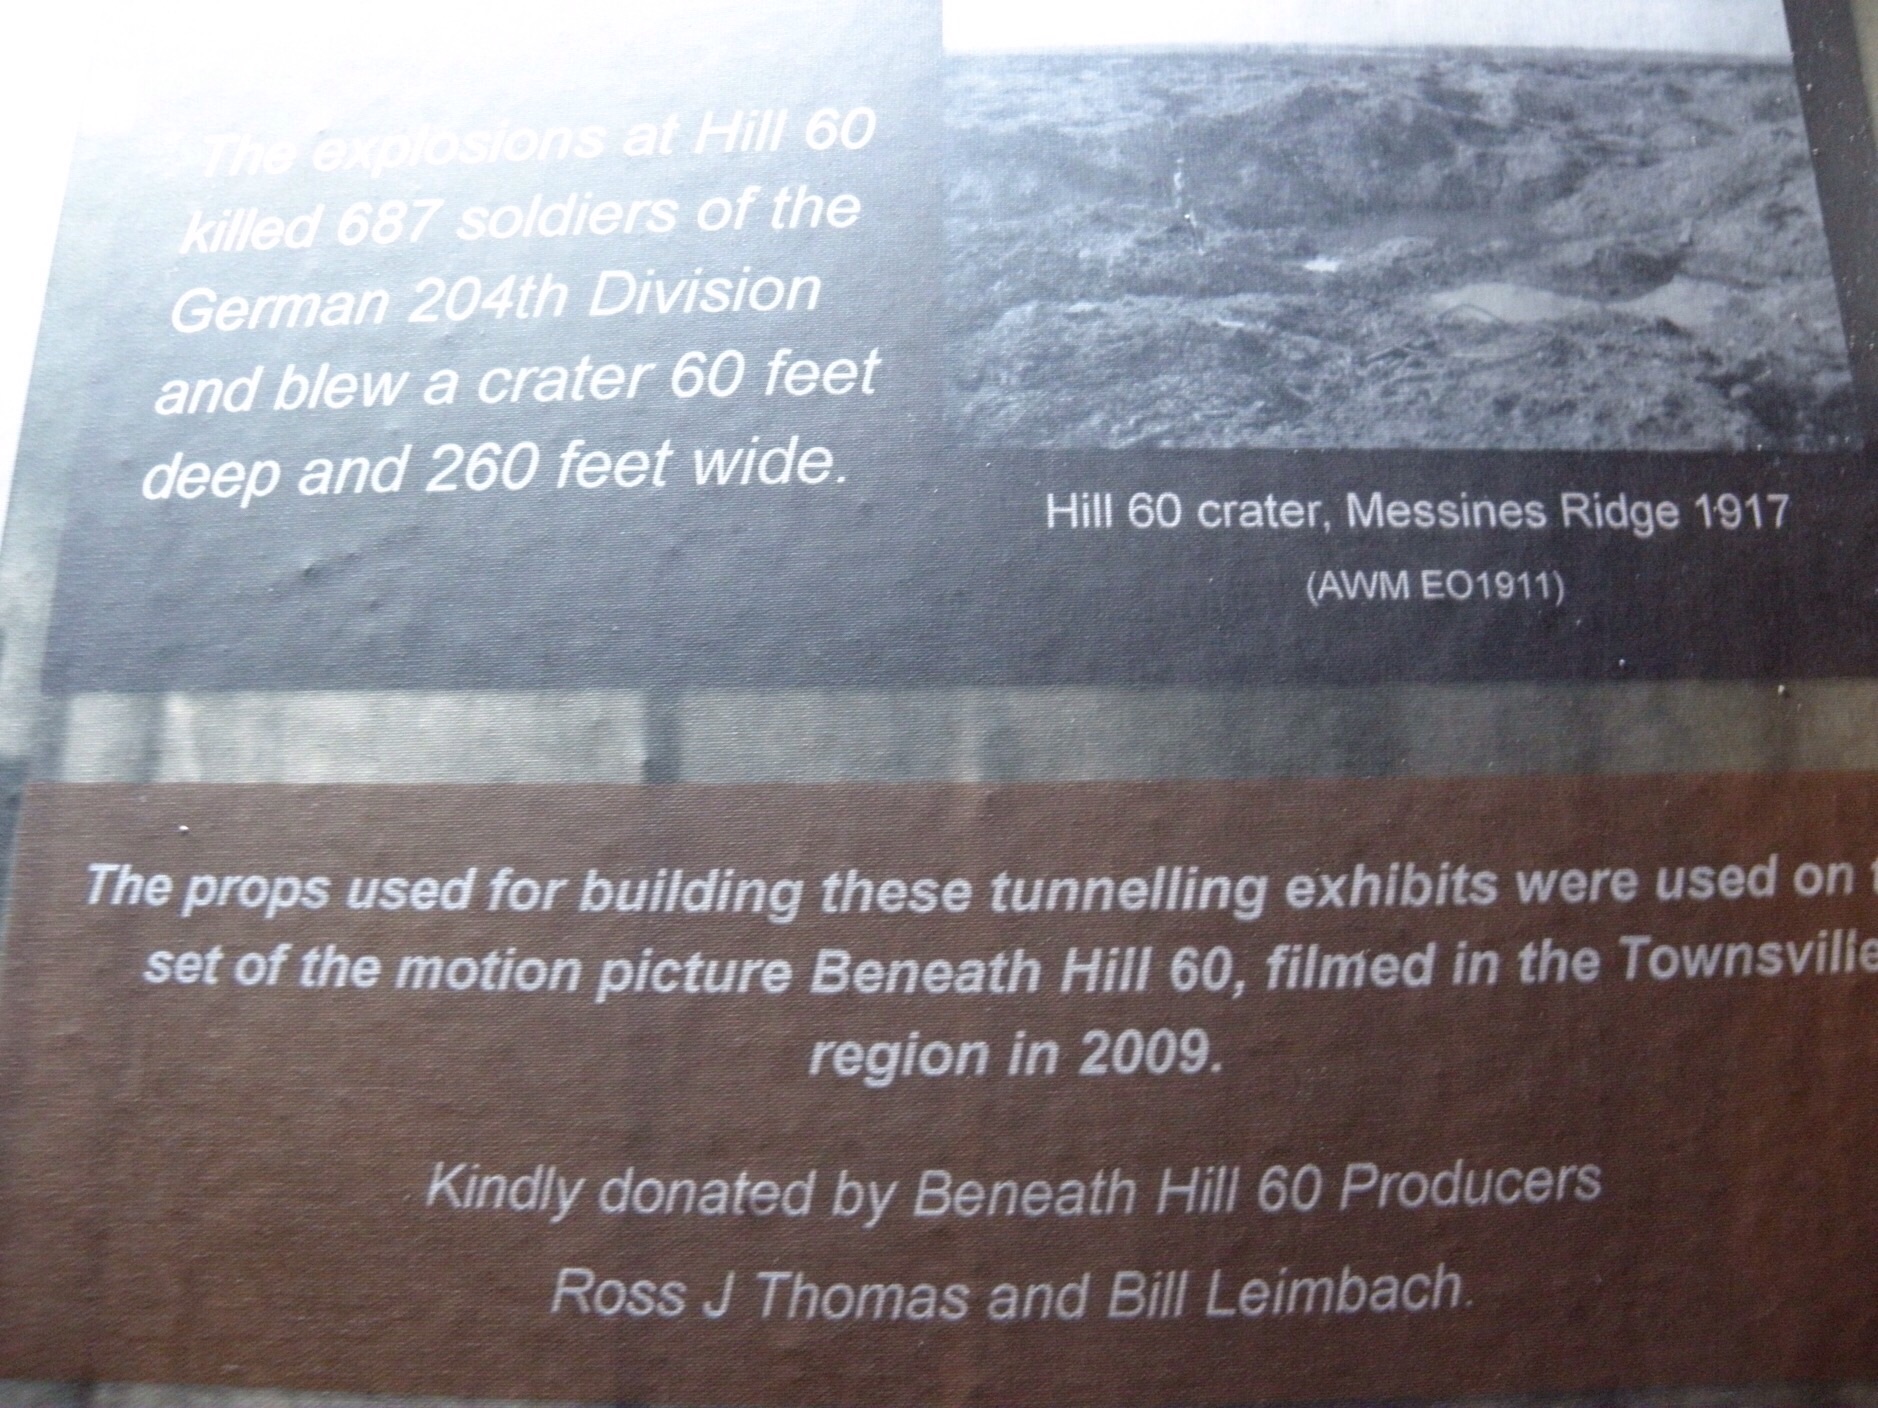 The explosions at Hill 60
killed 687 soldiers of the
German 204th Division
and blew a crater 60 feet
deep and 260 feet wide.
Hill 60 crater, Messines Ridge 1917
(AWM EO1911)
The props used for building these tunnelling exhibits were used on
set of the motion picture Beneath Hill 60, filmed in the Townsville
region in 2009.
Kindly donated by Beneath Hill 60 Producers
Ross J Thomas and Bill Leimbach.